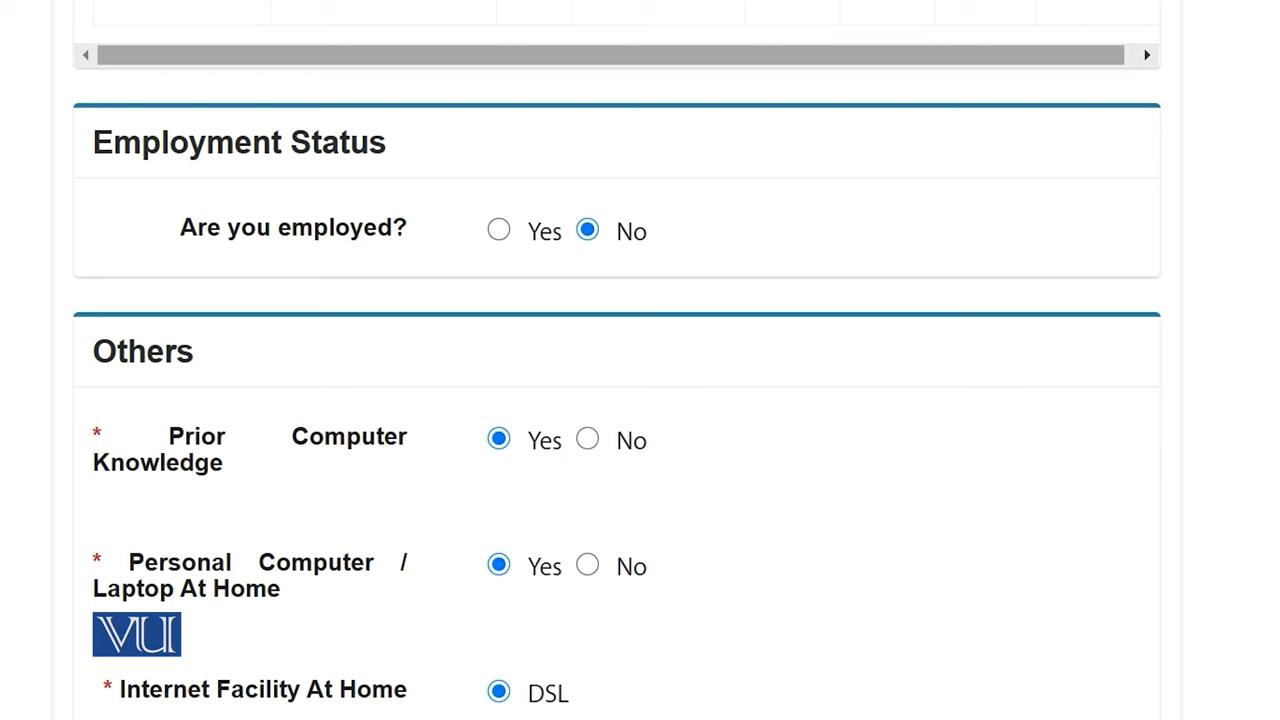 Employment Status
Are you employed?
Yes No
Others
* Prior Computer
Knowledge
Yes No
* Personal Computer /
Laptop At Home
Yes No
VU
* Internet Facility At Home
DSL